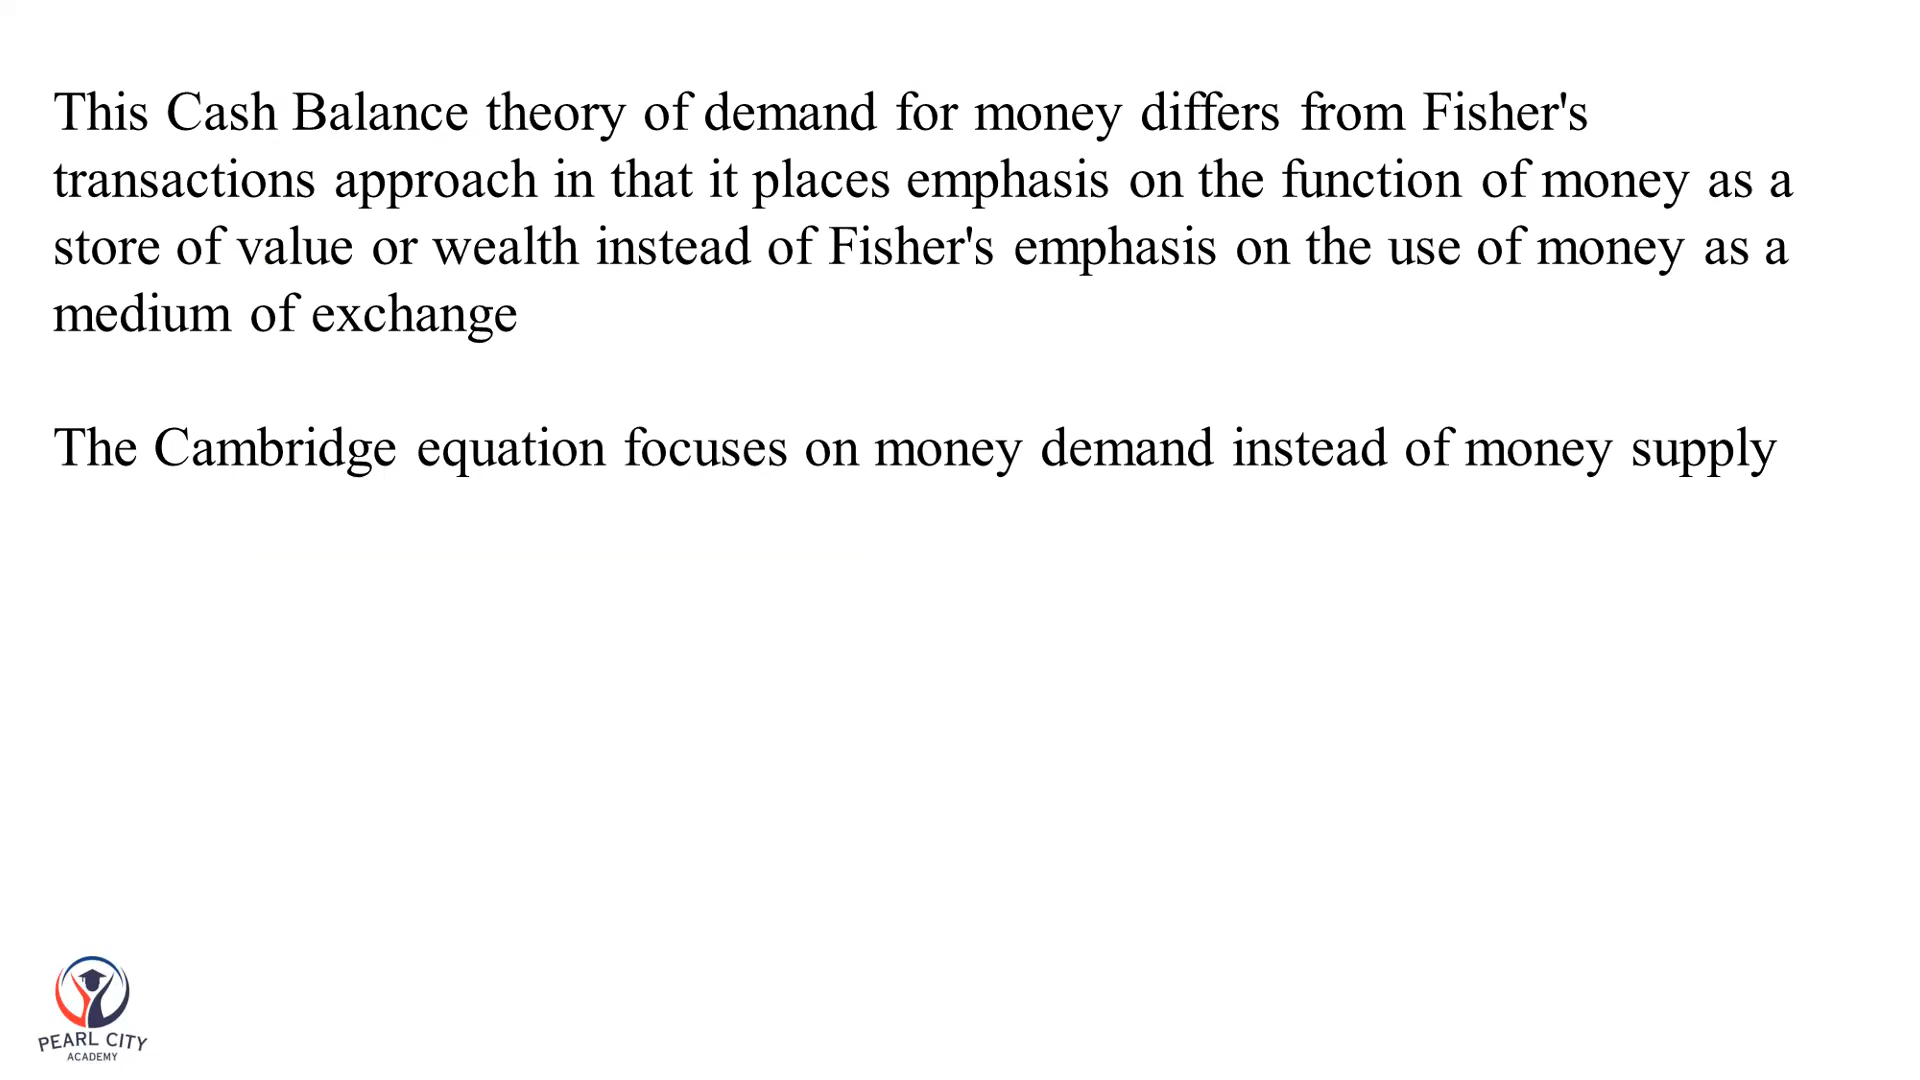 This Cash Balance theory of demand for money differs from Fisher's
transactions approach in that it places emphasis on the function of money as a
store of value or wealth instead of Fisher's emphasis on the use of money as a
medium of exchange
The Cambridge equation focuses on money demand instead of money supply
PEARL CITY
ACADEMY